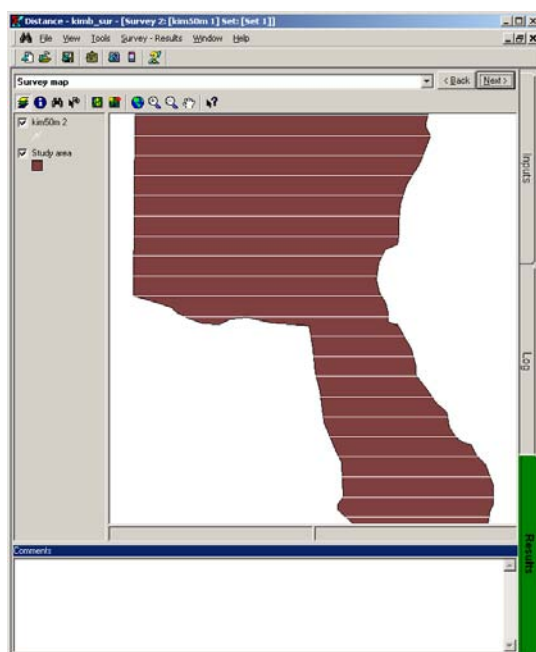 Distance - kimb_sur - [Survey 2: [kim50m 1] Set: [Set 1]]
File View Tools Survey - Results Window Help
Survey map
< Back Next >
kim50m 2
Study area
Inputs
Log
Results
Comments